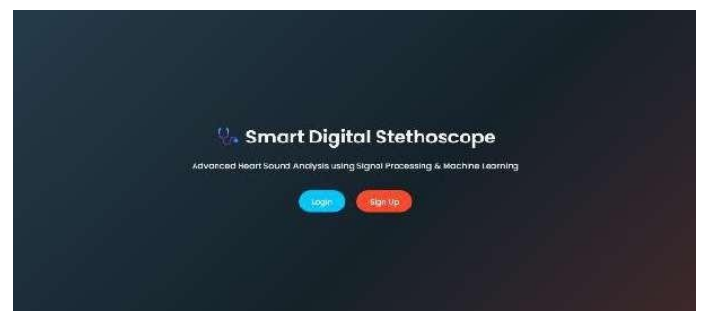 Smart Digital Stethoscope
Advanced Heart Sound Analysis using Signal Processing & Machine Learning
Login
Sign Up